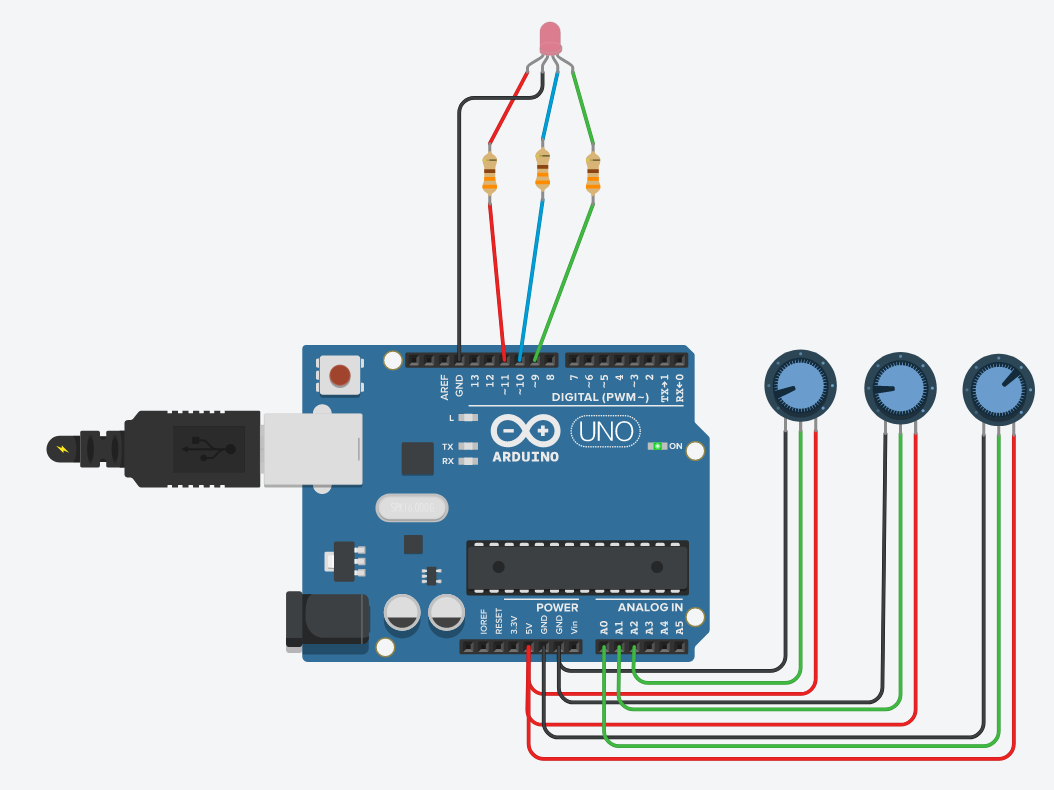 AREF
GND
13
12
~11
~10
~9
8
7
~6
~5
4
~3
2
TX→1
RX←0
DIGITAL (PWM~)
L
TX
RX
UNO
ON
ARDUINO
POWER
ANALOG IN
IOREF
RESET
3.3V
5V
GND
GND
Vin
A0
A1
A2
A3
A4
A5